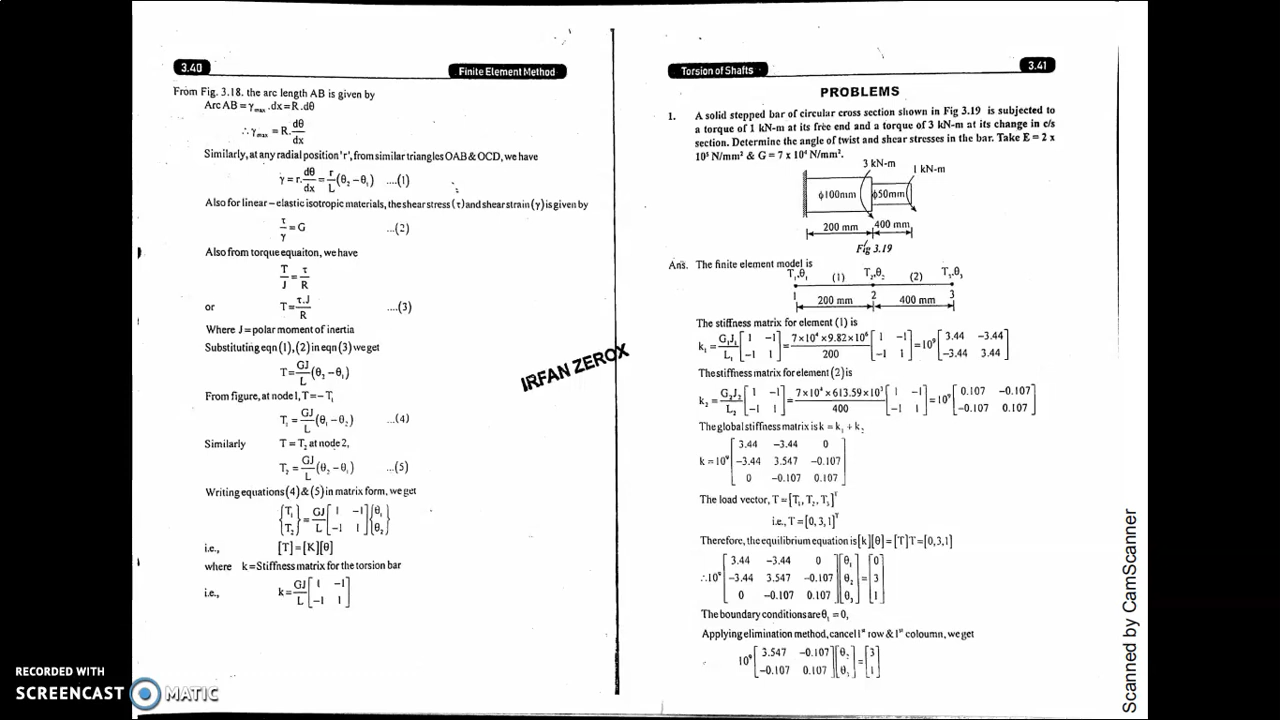 3.40
Finite Element Method
From Fig. 3.18. the arc length AB is given by
Arc AB = γmax .dx = R.dθ
∴ γmax = R. dθ/dx
Similarly, at any radial position 'r', from similar triangles OAB & OCD, we have
γ = r. dθ/dx = r/L (θ₂ − θ₁) ....(1)
Also for linear – elastic isotropic materials, the shear stress (τ) and shear strain (γ) is given by
τ/γ = G ...(2)
Also from torque equaiton, we have
T/J = τ/R
or T = τ.J/R ....(3)
Where J = polar moment of inertia
Substituting eqn (1), (2) in eqn (3) we get
T = GJ/L (θ₂ − θ₁)
From figure, at node 1, T = − T₁
T₁ = GJ/L (θ₁ − θ₂) ...(4)
Similarly T = T₂ at node 2,
T₂ = GJ/L (θ₂ − θ₁) ...(5)
Writing equations (4) & (5) in matrix form, we get
{T₁ T₂} = GJ/L [1 −1 −1 1] {θ₁ θ₂}
i.e., [T] = [K][θ]
where k = Stiffness matrix for the torsion bar
i.e., k = GJ/L [1 −1 −1 1]
IRFAN ZEROX
Torsion of Shafts
3.41
PROBLEMS
1. A solid stepped bar of circular cross section shown in Fig 3.19 is subjected to
a torque of 1 kN-m at its free end and a torque of 3 kN-m at its change in c/s
section. Determine the angle of twist and shear stresses in the bar. Take E = 2 x
10⁵ N/mm² & G = 7 x 10⁴ N/mm².
3 kN-m
1 kN-m
ϕ100mm ϕ50mm
200 mm 400 mm
Fig 3.19
Ans. The finite element model is
T₁,θ₁ (1) T₂,θ₂ (2) T₃,θ₃
1 2 3
200 mm 400 mm
The stiffness matrix for element (1) is
k₁ = G₁J₁/L₁ [1 −1 −1 1] = 7×10⁴ × 9.82×10⁶/200 [1 −1 −1 1] = 10⁹ [3.44 −3.44 −3.44 3.44]
The stiffness matrix for element (2) is
k₂ = G₂J₂/L₂ [1 −1 −1 1] = 7×10⁴ × 613.59×10³/400 [1 −1 −1 1] = 10⁹ [0.107 −0.107 −0.107 0.107]
The global stiffness matrix is k = k₁ + k₂
3.44 −3.44 0
k = 10⁹ −3.44 3.547 −0.107
0 −0.107 0.107
The load vector, T = [T₁, T₂, T₃]ᵀ
i.e., T = [0, 3, 1]ᵀ
Therefore, the equilibrium equation is [k][θ] = [T] T = [0,3,1]
3.44 −3.44 0 θ₁ 0
∴ 10⁹ −3.44 3.547 −0.107 θ₂ = 3
0 −0.107 0.107 θ₃ 1
The boundary conditions are θ₁ = 0,
Applying elimination method, cancel 1ˢᵗ row & 1ˢᵗ coloumn, we get
10⁹ [3.547 −0.107 −0.107 0.107] [θ₂ θ₃] = [3 1]
Scanned by CamScanner
RECORDED WITH
SCREENCAST MATIC